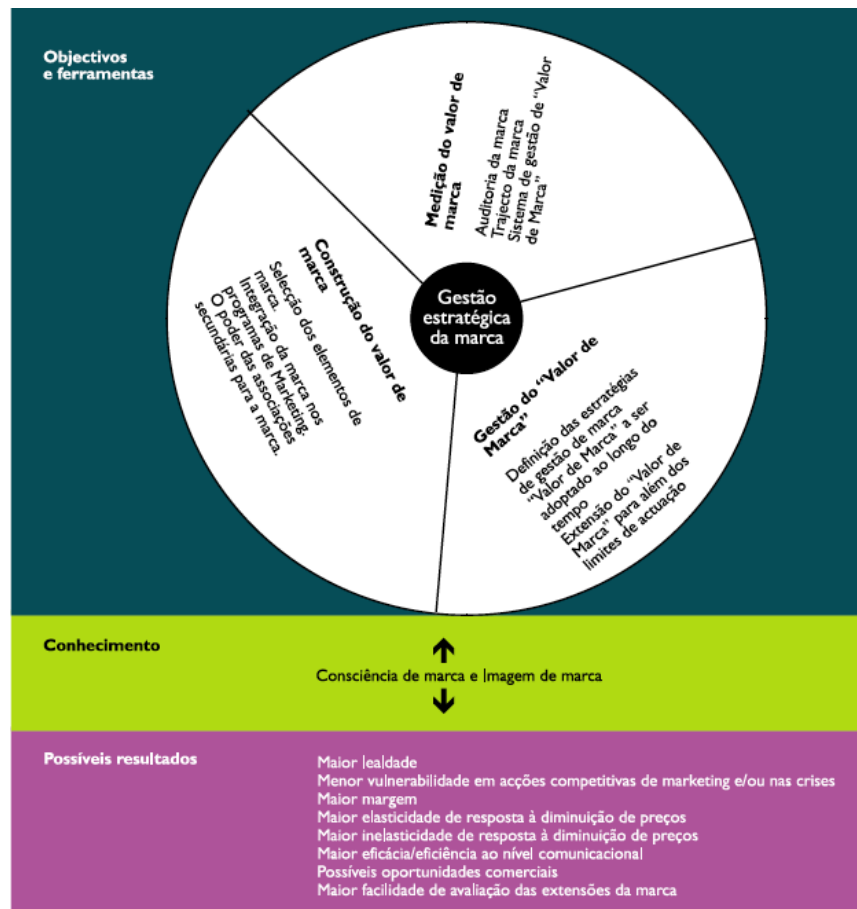 Objectivos
e ferramentas
Medição do valor de
marca
Auditoria da marca
Trajecto da marca
Sistema de gestão de “Valor
de Marca”
Construção do valor de
marca
Selecção dos elementos de
marca.
Integração da marca nos
programas de Marketing.
O poder das associações
secundárias para a marca.
Gestão
estratégica
da marca
Gestão do “Valor de
Marca”
Definição das estratégias
de gestão de marca
“Valor de Marca” a ser
adoptado ao longo do
tempo
Extensão do “Valor de
Marca” para além dos
limites de actuação
Conhecimento
Consciência de marca e Imagem de marca
Possíveis resultados
Maior lealdade
Menor vulnerabilidade em acções competitivas de marketing e/ou nas crises
Maior margem
Maior elasticidade de resposta à diminuição de preços
Maior inelasticidade de resposta à diminuição de preços
Maior eficácia/eficiência ao nível comunicacional
Possíveis oportunidades comerciais
Maior facilidade de avaliação das extensões da marca